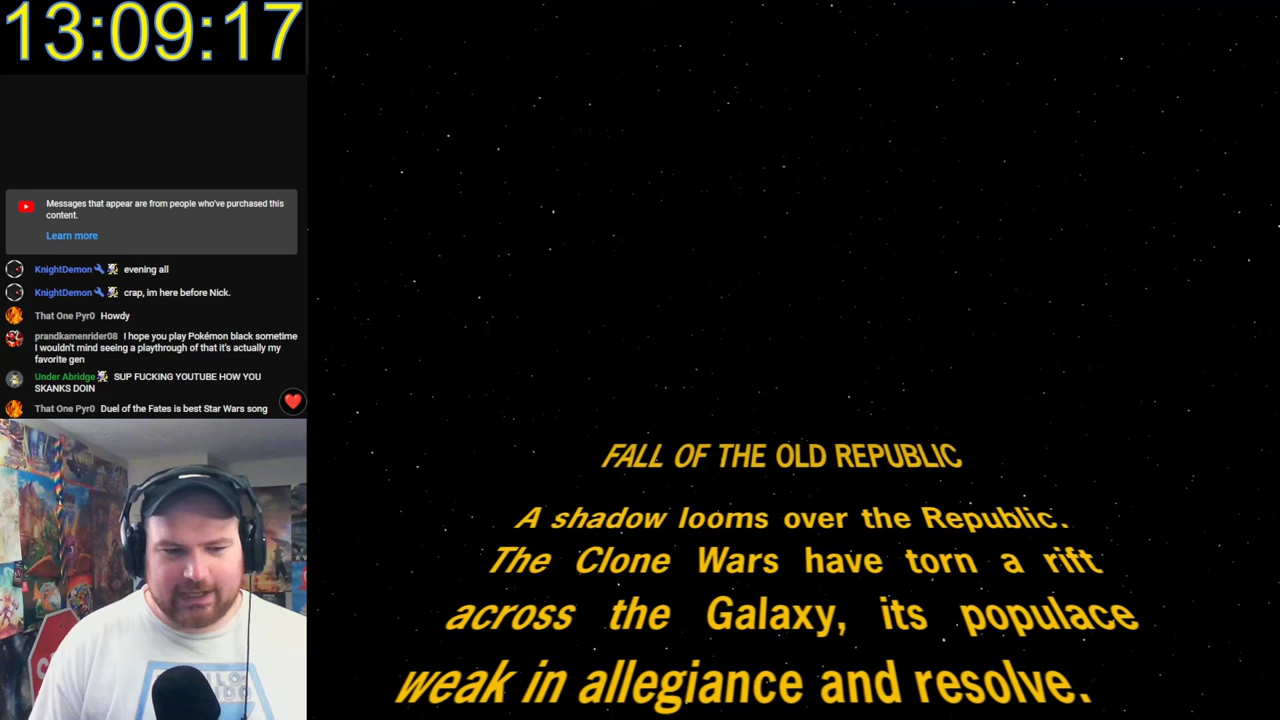 13:09:17
Messages that appear are from people who've purchased this
content.
Learn more
KnightDemon evening all
KnightDemon crap, im here before Nick.
That One Pyr0 Howdy
prandkamenrider08 I hope you play Pokémon black sometime
I wouldn't mind seeing a playthrough of that it's actually my
favorite gen
Under Abridge SUP FUCKING YOUTUBE HOW YOU
SKANKS DOIN
That One Pyr0 Duel of the Fates is best Star Wars song
FALL OF THE OLD REPUBLIC
A shadow looms over the Republic.
The Clone Wars have torn a rift
across the Galaxy, its populace
weak in allegiance and resolve.